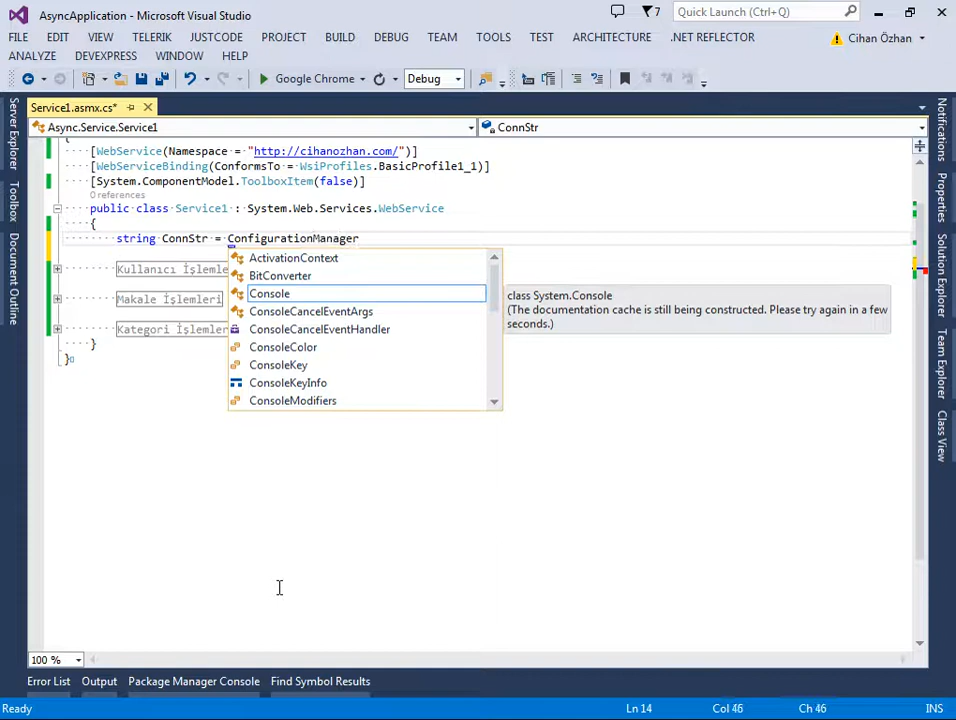 AsyncApplication - Microsoft Visual Studio
7
Quick Launch (Ctrl+Q)
FILE EDIT VIEW TELERIK JUSTCODE PROJECT BUILD DEBUG TEAM TOOLS TEST ARCHITECTURE .NET REFLECTOR
Cihan Özhan
ANALYZE DEVEXPRESS WINDOW HELP
Google Chrome
Debug
Service1.asmx.cs*
Async.Service.Service1
ConnStr
{
[WebService(Namespace = "http://cihanozhan.com/")]
[WebServiceBinding(ConformsTo = WsiProfiles.BasicProfile1_1)]
[System.ComponentModel.ToolboxItem(false)]
0 references
public class Service1 : System.Web.Services.WebService
{
string ConnStr = ConfigurationManager
Kullanıcı İşlemle
Makale İşlemleri
Kategori İşlemler
}
}
ActivationContext
BitConverter
Console
ConsoleCancelEventArgs
ConsoleCancelEventHandler
ConsoleColor
ConsoleKey
ConsoleKeyInfo
ConsoleModifiers
class System.Console
(The documentation cache is still being constructed. Please try again in a few
seconds.)
Server Explorer
Toolbox
Document Outline
Notifications
Properties
Solution Explorer
Team Explorer
Class View
100 %
Error List Output Package Manager Console Find Symbol Results
Ready Ln 14 Col 46 Ch 46 INS